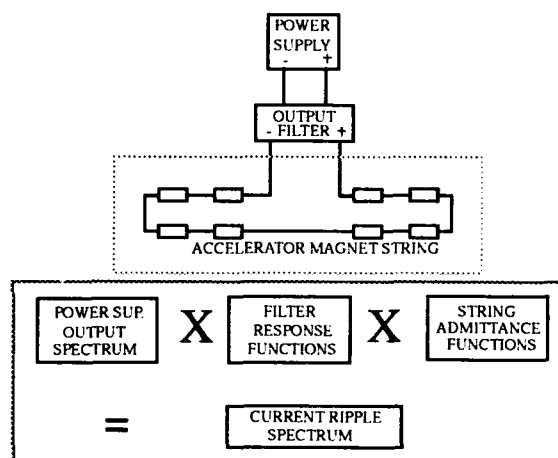 POWER
SUPPLY
- +
OUTPUT
- FILTER +
ACCELERATOR MAGNET STRING
POWER SUP. OUTPUT SPECTRUM X FILTER RESPONSE FUNCTIONS X STRING ADMITTANCE FUNCTIONS
= CURRENT RIPPLE SPECTRUM